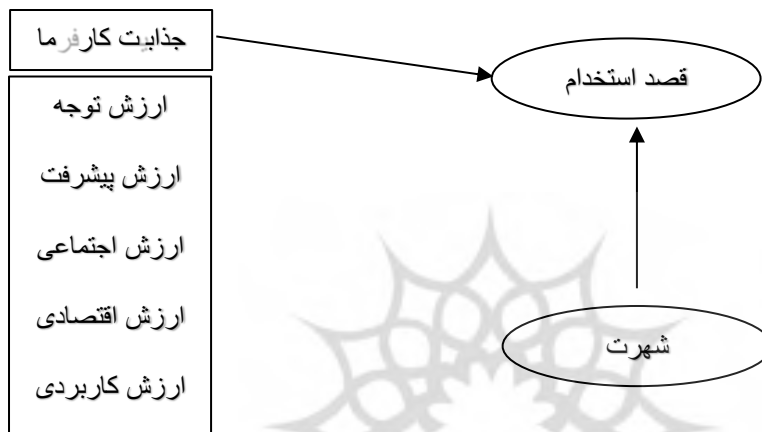 جذابیت کارفرما
ارزش توجه
ارزش پیشرفت
ارزش اجتماعی
ارزش اقتصادی
ارزش کاربردی
قصد استخدام
شهرت